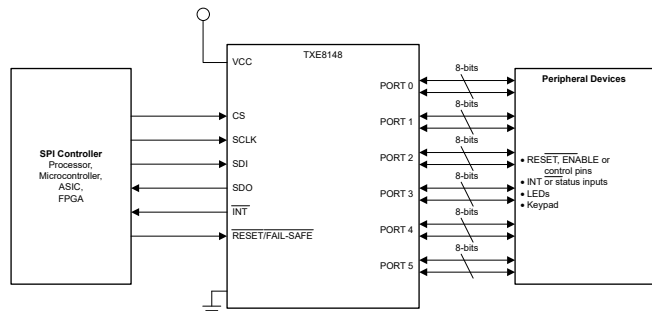 TXE8148
VCC
CS
SCLK
SDI
SDO
INT
RESET/FAIL-SAFE
PORT 0
PORT 1
PORT 2
PORT 3
PORT 4
PORT 5
SPI Controller
Processor,
Microcontroller,
ASIC,
FPGA
8-bits
8-bits
8-bits
8-bits
8-bits
8-bits
Peripheral Devices
• RESET, ENABLE or
control pins
• INT or status inputs
• LEDs
• Keypad